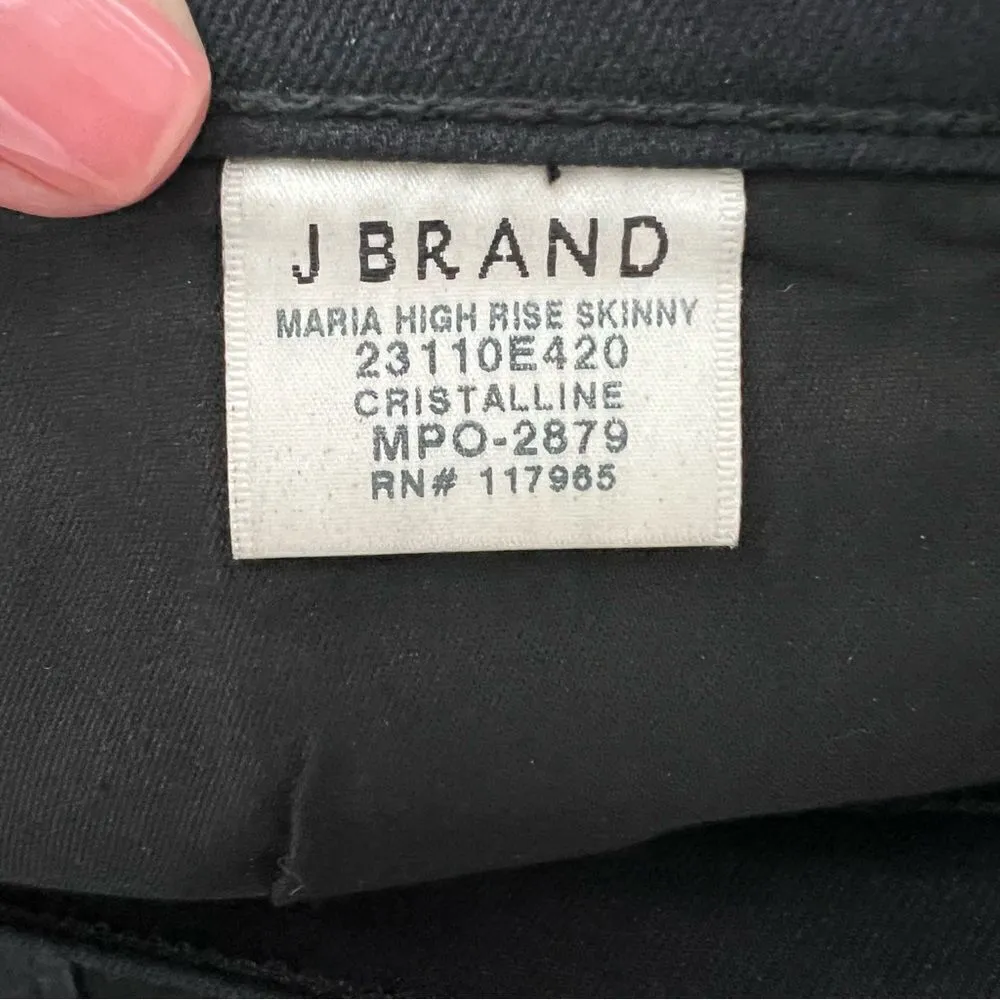 J BRAND
MARIA HIGH RISE SKINNY
23110E420
CRISTALLINE
MPO-2879
RN# 117965